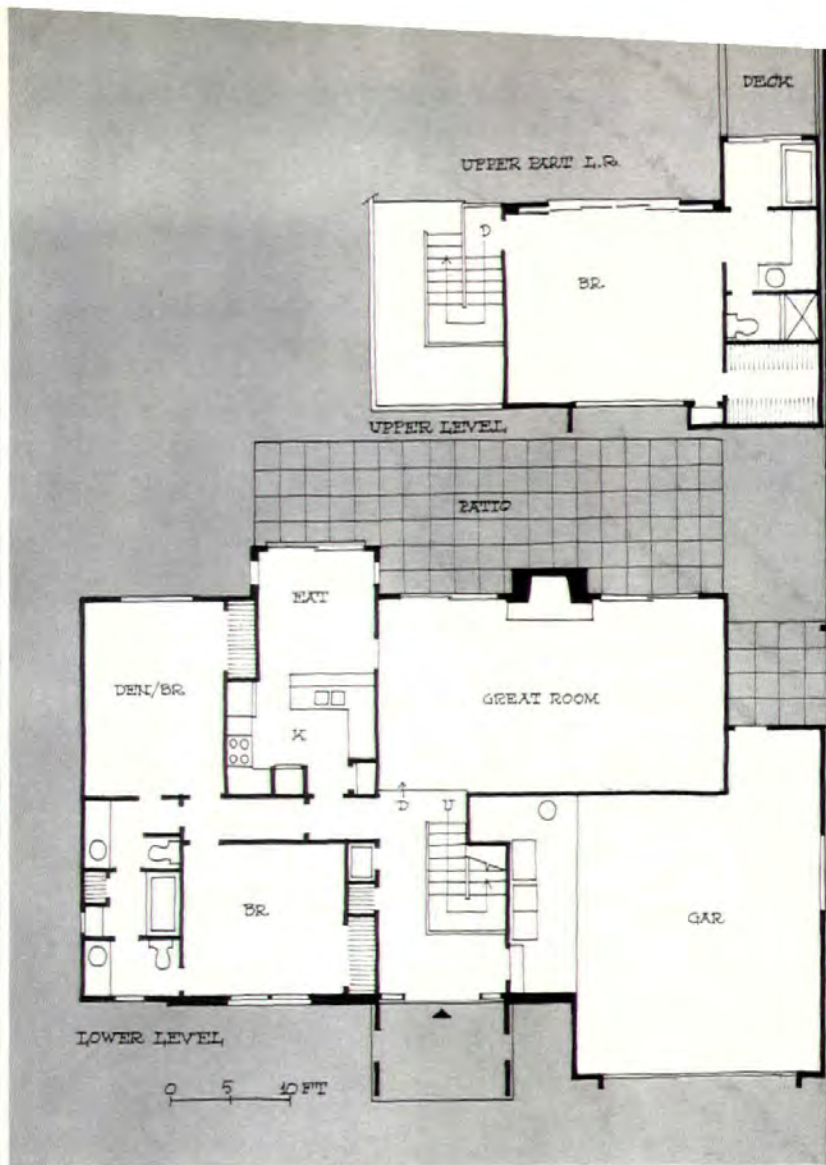 DECK
UPPER PART L.R.
D
BR
UPPER LEVEL
PATIO
EAT
DEN/BR
GREAT ROOM
K
D U
BR
GAR
LOWER LEVEL
0 5 10 FT